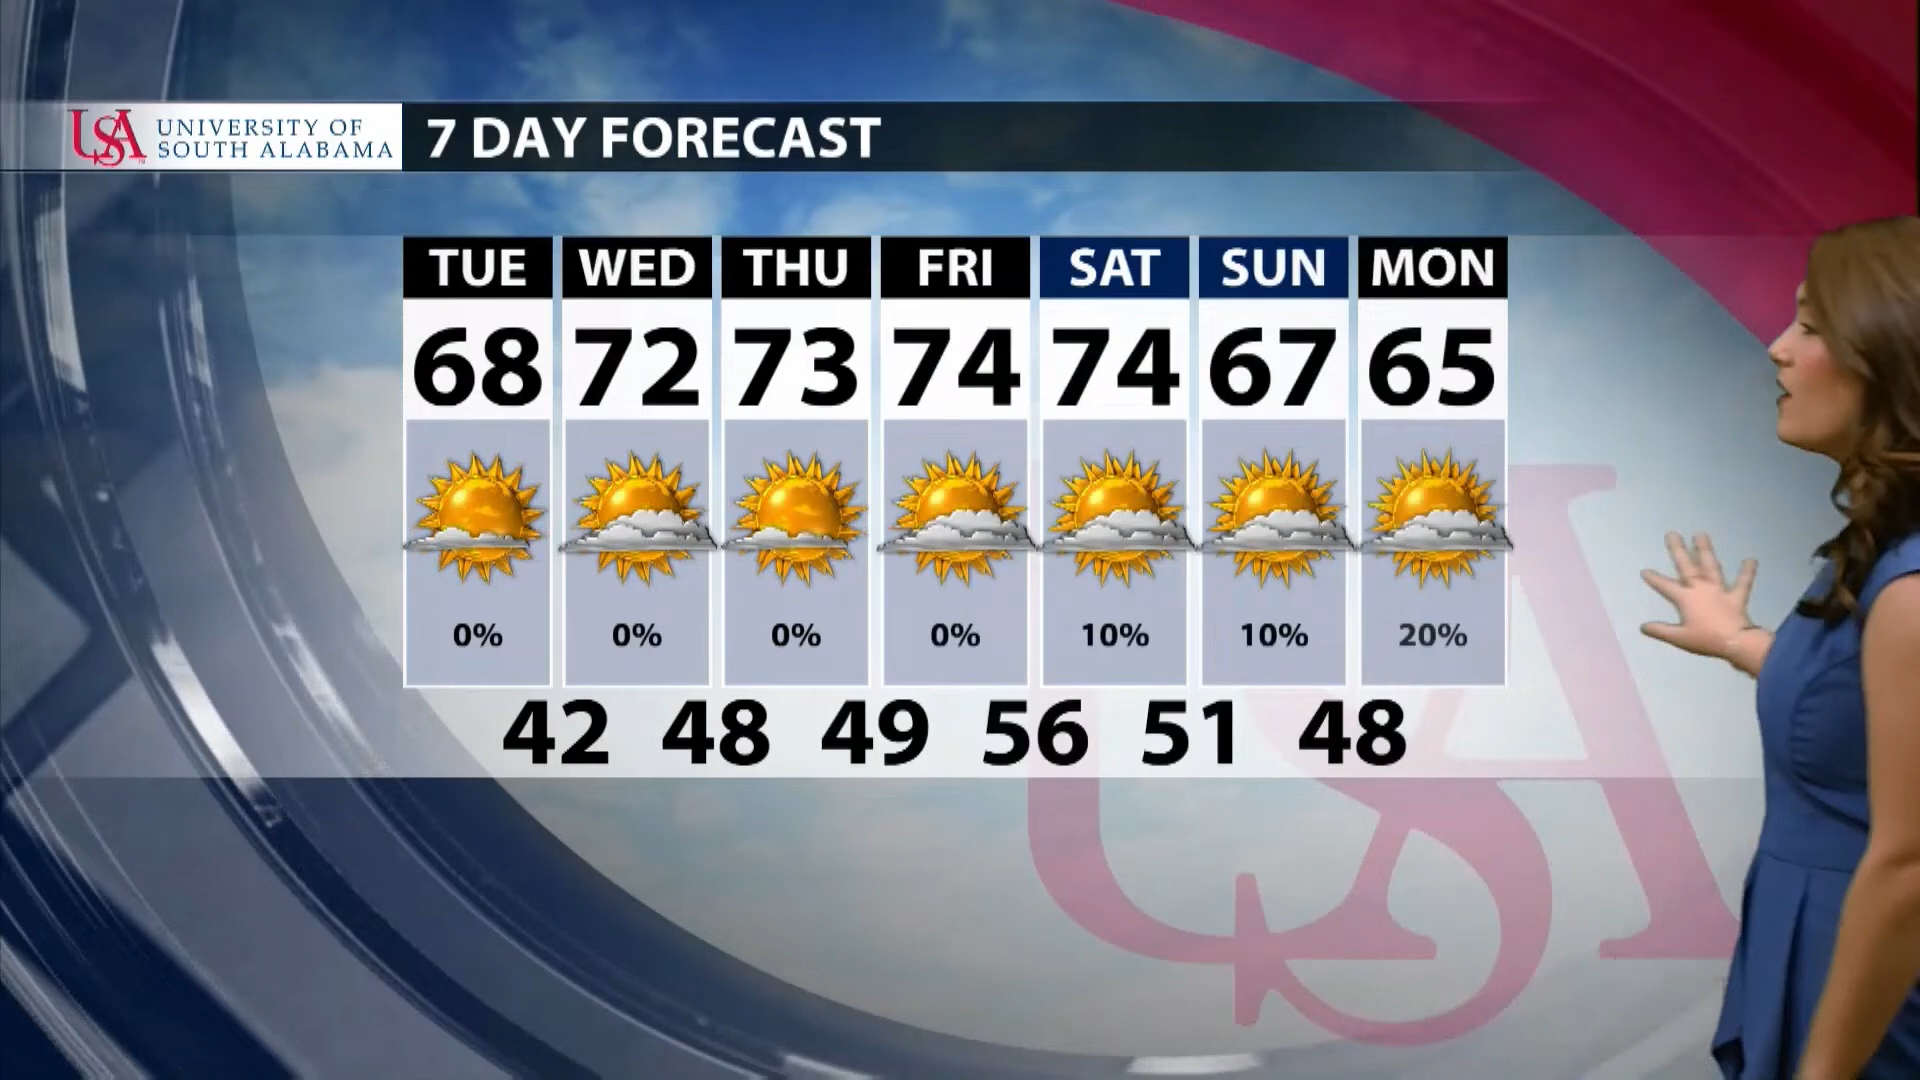 USA UNIVERSITY OF
SOUTH ALABAMA
7 DAY FORECAST
TUE WED THU FRI SAT SUN MON
68 72 73 74 74 67 65
0% 0% 0% 0% 10% 10% 20%
42 48 49 56 51 48
USA